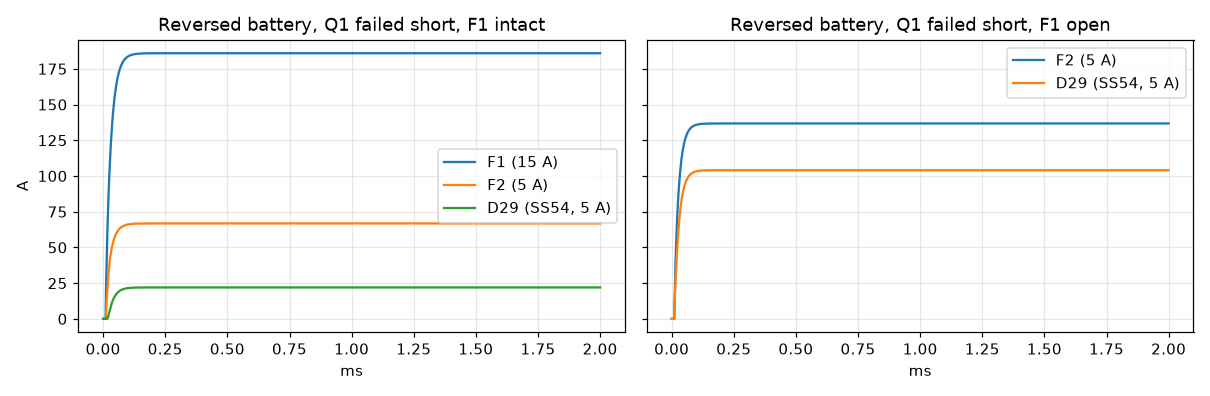 Reversed battery, Q1 failed short, F1 intact
A
175
150
125
100
75
50
25
0
F1 (15 A)
F2 (5 A)
D29 (SS54, 5 A)
0.00 0.25 0.50 0.75 1.00 1.25 1.50 1.75 2.00
ms
Reversed battery, Q1 failed short, F1 open
F2 (5 A)
D29 (SS54, 5 A)
0.00 0.25 0.50 0.75 1.00 1.25 1.50 1.75 2.00
ms